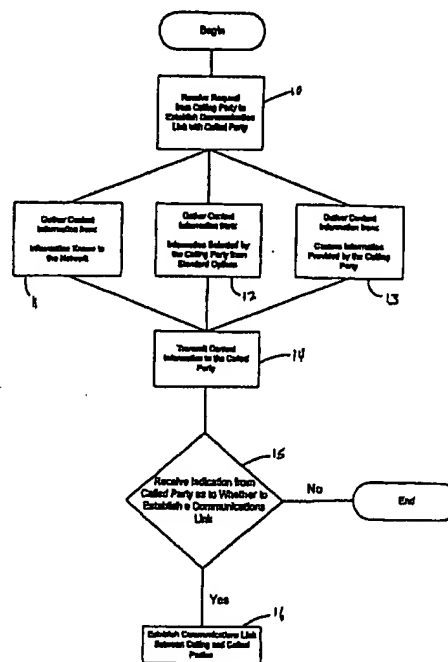 Begin
Receive Request
from Calling Party to
Establish Communication
Link with Called Party
10
Gather Context
Information from:
Information Known to
the Network
11
Gather Context
Information from:
Information Selected by
the Calling Party from
Standard Options
12
Gather Context
Information from:
Custom Information
Provided by the Calling
Party
13
Transmit Context
Information to the Called
Party
14
Receive Indication from
Called Party as to Whether to
Establish a Communications
Link
15
No
End
Yes
16
Establish Communications Link
Between Calling and Called
Parties